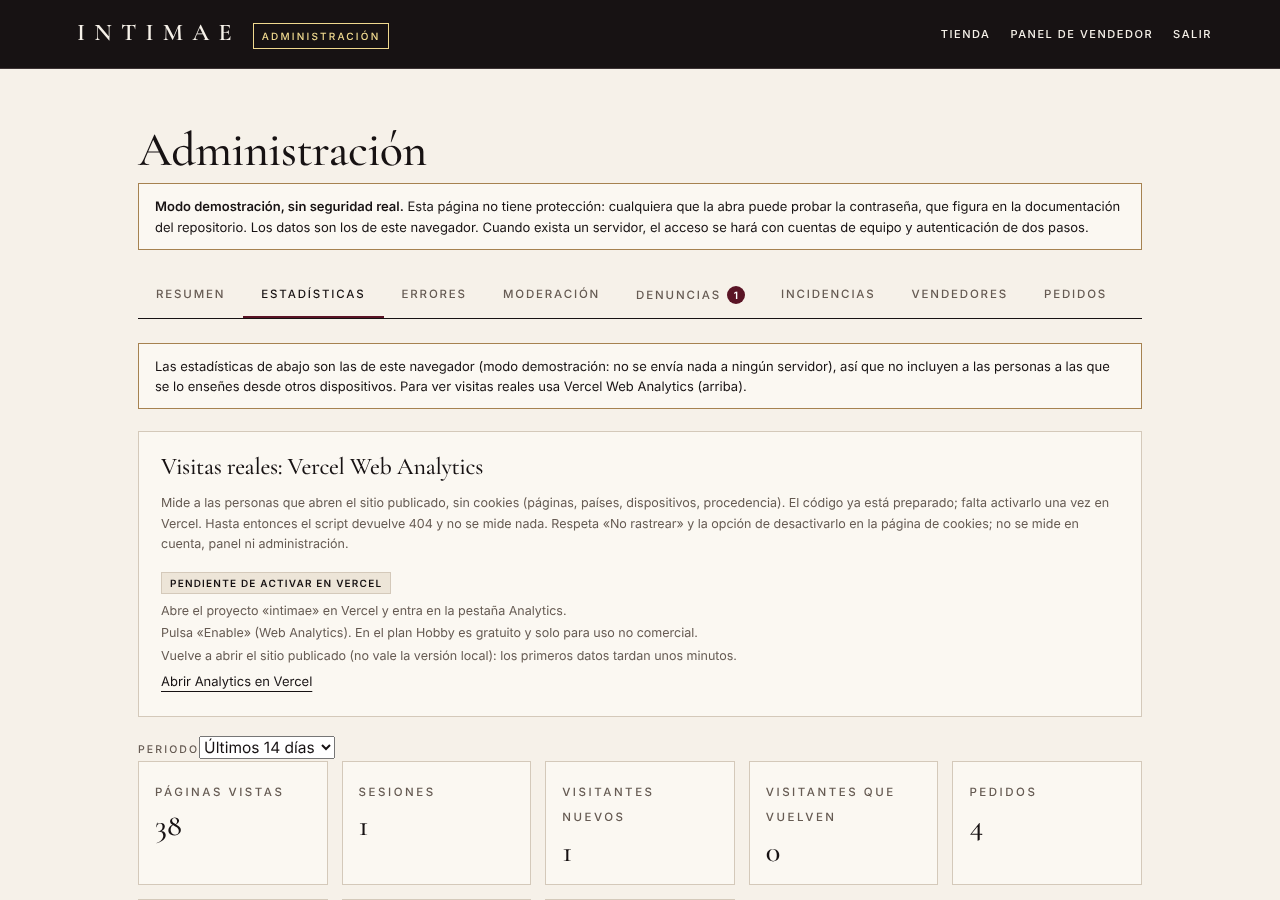 INTIMAE
ADMINISTRACIÓN
TIENDA
PANEL DE VENDEDOR
SALIR
Administración
Modo demostración, sin seguridad real. Esta página no tiene protección: cualquiera que la abra puede probar la contraseña, que figura en la documentación
del repositorio. Los datos son los de este navegador. Cuando exista un servidor, el acceso se hará con cuentas de equipo y autenticación de dos pasos.
RESUMEN
ESTADÍSTICAS
ERRORES
MODERACIÓN
DENUNCIAS 1
INCIDENCIAS
VENDEDORES
PEDIDOS
Las estadísticas de abajo son las de este navegador (modo demostración: no se envía nada a ningún servidor), así que no incluyen a las personas a las que
se lo enseñes desde otros dispositivos. Para ver visitas reales usa Vercel Web Analytics (arriba).
Visitas reales: Vercel Web Analytics
Mide a las personas que abren el sitio publicado, sin cookies (páginas, países, dispositivos, procedencia). El código ya está preparado; falta activarlo una vez en
Vercel. Hasta entonces el script devuelve 404 y no se mide nada. Respeta «No rastrear» y la opción de desactivarlo en la página de cookies; no se mide en
cuenta, panel ni administración.
PENDIENTE DE ACTIVAR EN VERCEL
Abre el proyecto «intimae» en Vercel y entra en la pestaña Analytics.
Pulsa «Enable» (Web Analytics). En el plan Hobby es gratuito y solo para uso no comercial.
Vuelve a abrir el sitio publicado (no vale la versión local): los primeros datos tardan unos minutos.
Abrir Analytics en Vercel
PERIODO Últimos 14 días
PÁGINAS VISTAS
38
SESIONES
1
VISITANTES
NUEVOS
1
VISITANTES QUE
VUELVEN
0
PEDIDOS
4